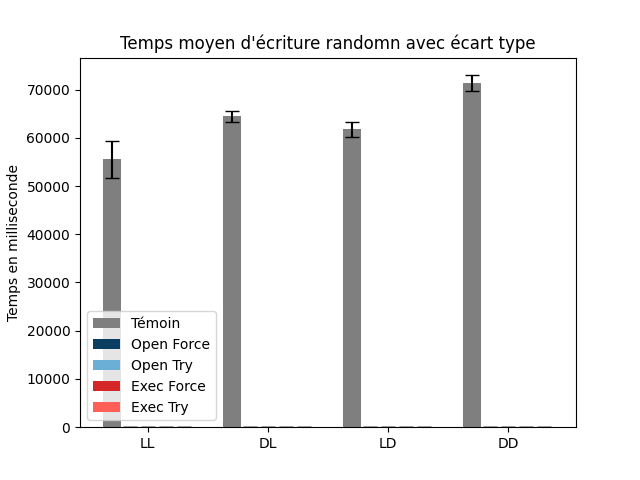 Temps moyen d'écriture randomn avec écart type
Temps en milliseconde
70000
60000
50000
40000
30000
20000
10000
0
Témoin
Open Force
Open Try
Exec Force
Exec Try
LL
DL
LD
DD